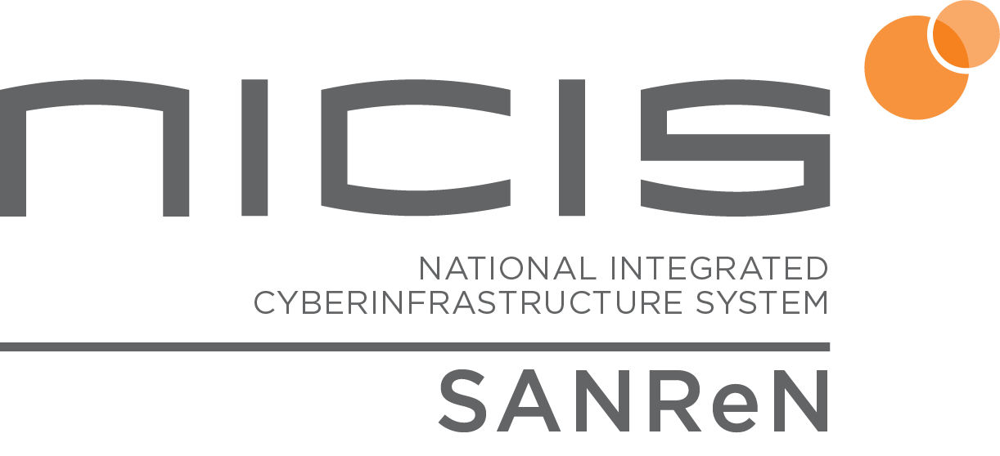 NICIS
NATIONAL INTEGRATED
CYBERINFRASTRUCTURE SYSTEM
SANReN